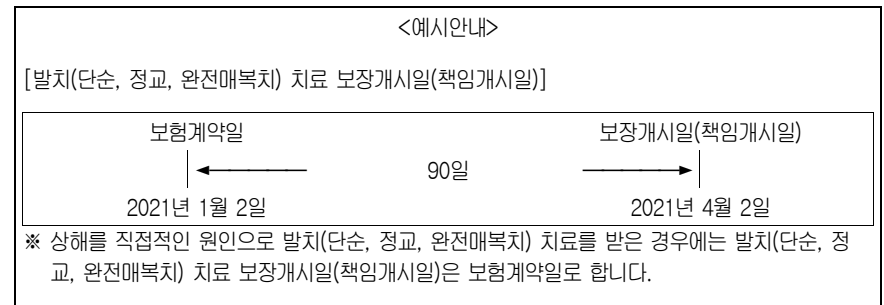 <예시안내>
[발치(단순, 정교, 완전매복치) 치료 보장개시일(책임개시일)]
보험계약일 보장개시일(책임개시일)
90일
2021년 1월 2일 2021년 4월 2일
※ 상해를 직접적인 원인으로 발치(단순, 정교, 완전매복치) 치료를 받은 경우에는 발치(단순, 정
교, 완전매복치) 치료 보장개시일(책임개시일)은 보험계약일로 합니다.